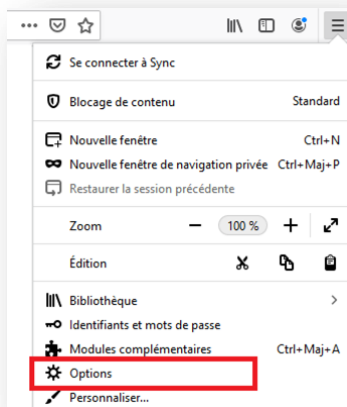 Se connecter à Sync
Blocage de contenu Standard
Nouvelle fenêtre Ctrl+N
Nouvelle fenêtre de navigation privée Ctrl+Maj+P
Restaurer la session précédente
Zoom 100 %
Édition
Bibliothèque
Identifiants et mots de passe
Modules complémentaires Ctrl+Maj+A
Options
Personnaliser...